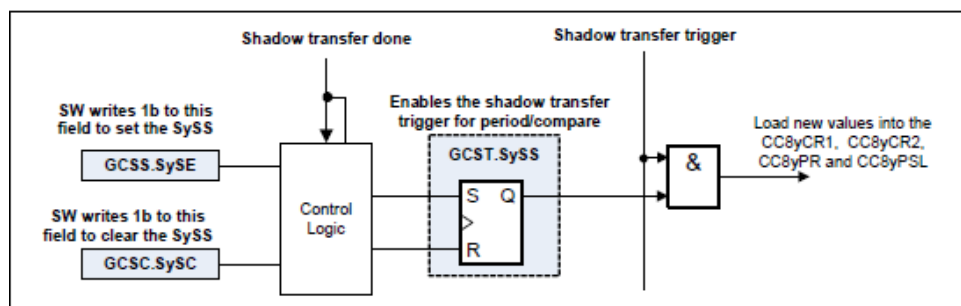 Shadow transfer done
Shadow transfer trigger
SW writes 1b to this
field to set the SySS
GCSS.SySE
SW writes 1b to this
field to clear the SySS
GCSC.SySC
Control
Logic
Enables the shadow transfer
trigger for period/compare
GCST.SySS
S Q
R
&
Load new values into the
CC8yCR1, CC8yCR2,
CC8yPR and CC8yPSL